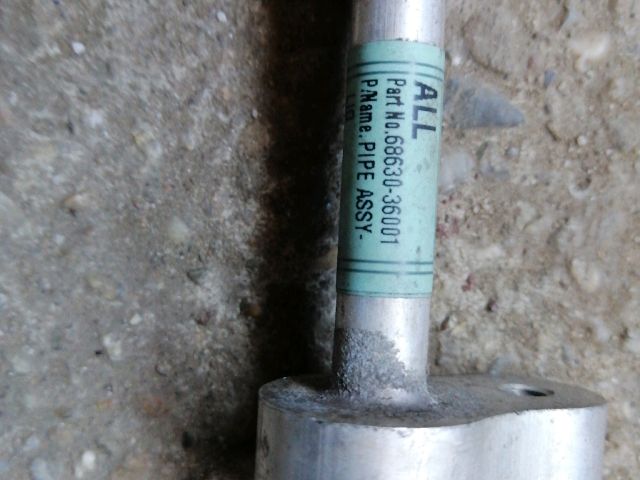 ALL
Part No.68630-36001
P/Name.PIPE ASSY-